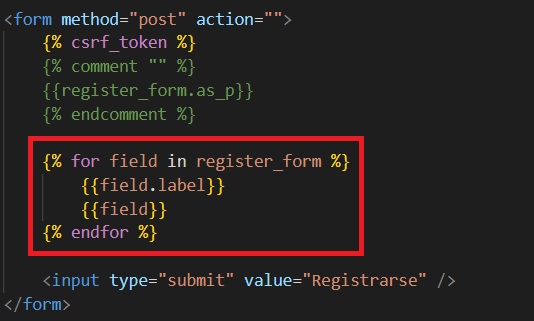 <form method="post" action="">
{% csrf_token %}
{% comment "" %}
{{register_form.as_p}}
{% endcomment %}
{% for field in register_form %}
{{field.label}}
{{field}}
{% endfor %}
<input type="submit" value="Registrarse" />
</form>